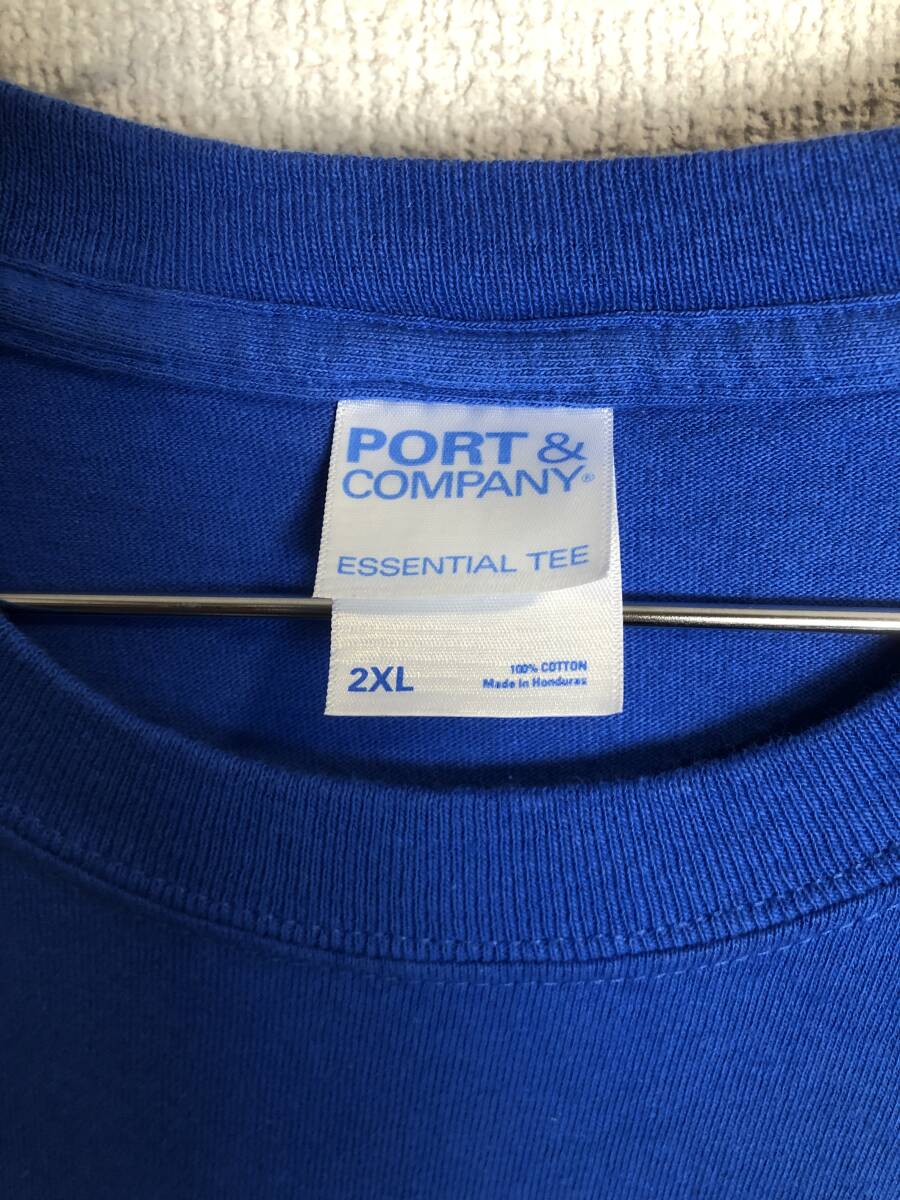 PORT &
COMPANY®
ESSENTIAL TEE
2XL
100% COTTON
Made in Honduras